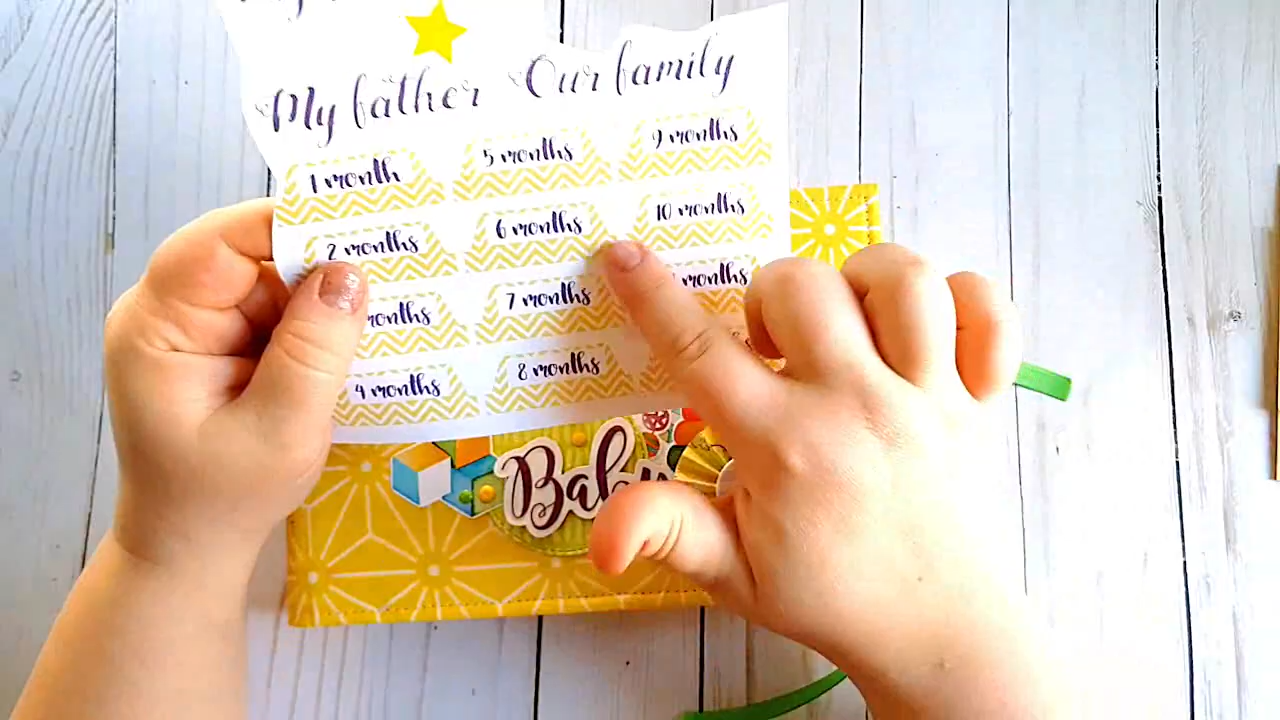 My father Our family
1 month 5 months 9 months
2 months 6 months 10 months
months 7 months months
4 months 8 months
Baby